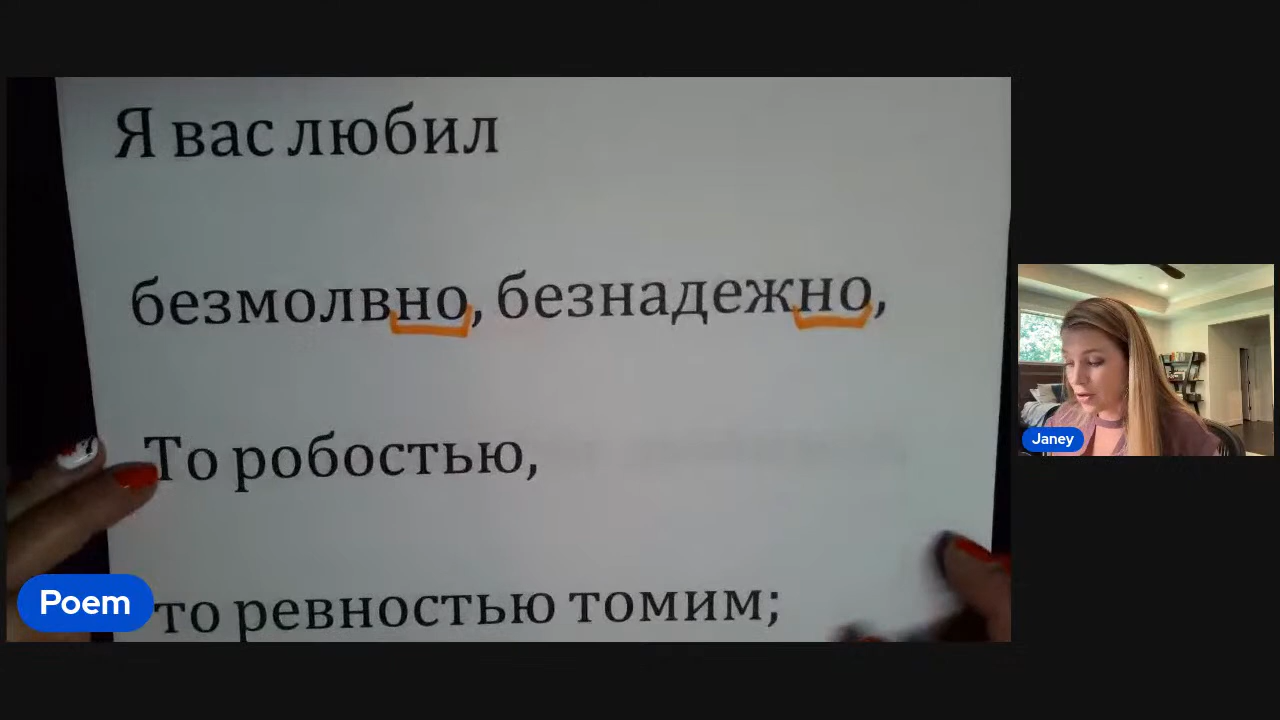 Я вас любил
безмолвно, безнадежно,
То робостью,
то ревностью томим;
Poem
Janey